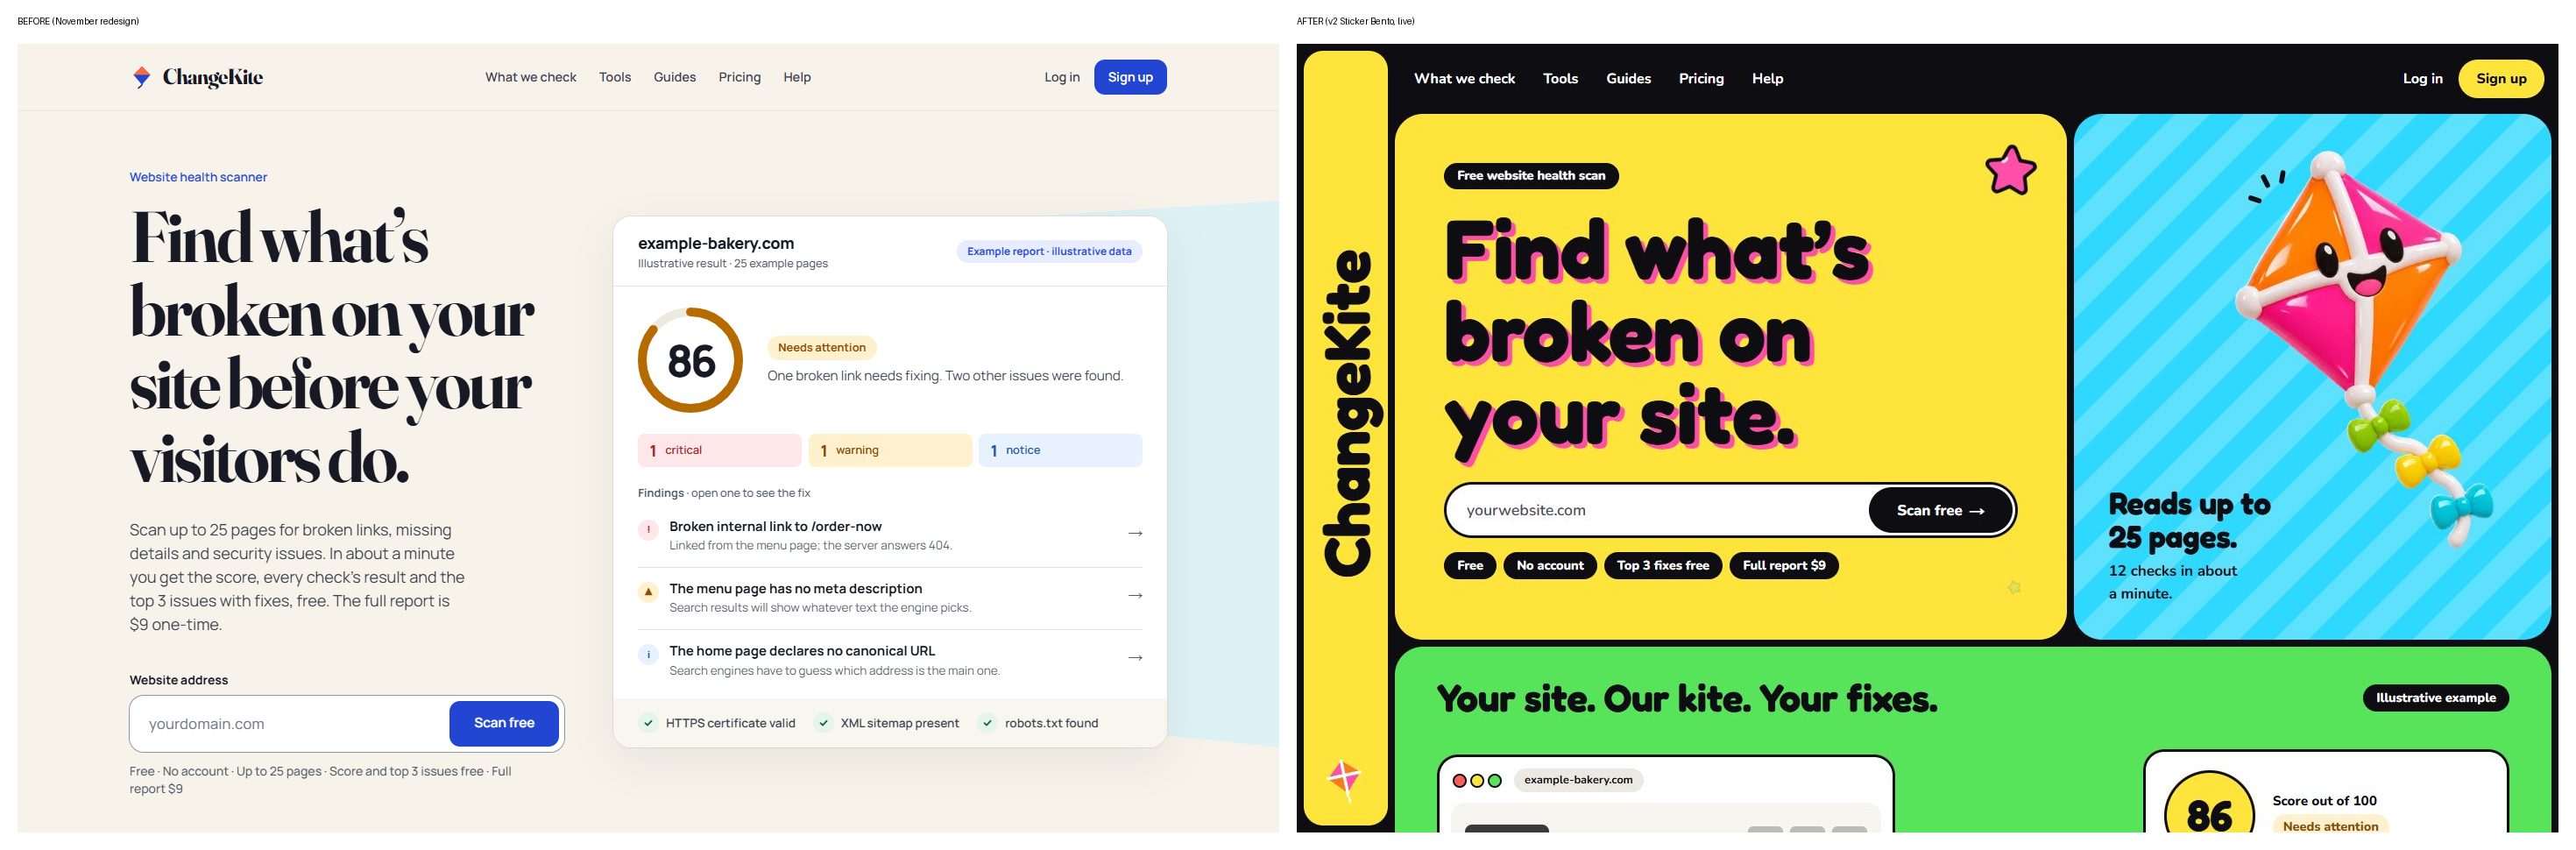 BEFORE (November redesign)
ChangeKite
What we check
Tools
Guides
Pricing
Help
Log in
Sign up
Website health scanner
Find what's
broken on your
site before your
visitors do.
Scan up to 25 pages for broken links, missing
details and security issues. In about a minute
you get the score, every check's result and the
top 3 issues with fixes, free. The full report is
$9 one-time.
Website address
yourdomain.com
Scan free
Free · No account · Up to 25 pages · Score and top 3 issues free · Full
report $9
example-bakery.com
Illustrative result · 25 example pages
Example report · illustrative data
86
Needs attention
One broken link needs fixing. Two other issues were found.
1 critical
1 warning
1 notice
Findings · open one to see the fix
! Broken internal link to /order-now →
Linked from the menu page; the server answers 404.
▲ The menu page has no meta description →
Search results will show whatever text the engine picks.
i The home page declares no canonical URL →
Search engines have to guess which address is the main one.
✓ HTTPS certificate valid
✓ XML sitemap present
✓ robots.txt found
AFTER (v2 Sticker Bento, live)
ChangeKite
What we check
Tools
Guides
Pricing
Help
Log in
Sign up
Free website health scan
Find what's
broken on
your site.
yourwebsite.com
Scan free →
Free
No account
Top 3 fixes free
Full report $9
Reads up to
25 pages.
12 checks in about
a minute.
Your site. Our kite. Your fixes.
Illustrative example
example-bakery.com
86
Score out of 100
Needs attention